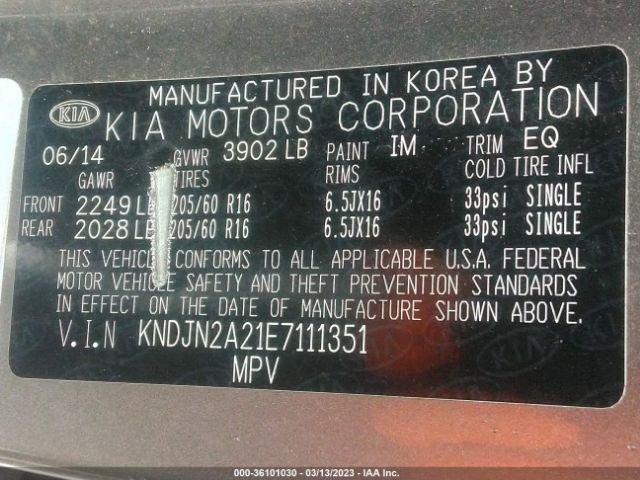 MANUFACTURED IN KOREA BY
KIA KIA MOTORS CORPORATION
06/14 GVWR 3902 LB PAINT IM TRIM EQ
GAWR TIRES RIMS COLD TIRE INFL
FRONT 2249 LB 205/60 R16 6.5JX16 33psi SINGLE
REAR 2028 LB 205/60 R16 6.5JX16 33psi SINGLE
THIS VEHICLE CONFORMS TO ALL APPLICABLE U.S.A. FEDERAL
MOTOR VEHICLE SAFETY AND THEFT PREVENTION STANDARDS
IN EFFECT ON THE DATE OF MANUFACTURE SHOWN ABOVE.
V.I.N KNDJN2A21E7111351
MPV
000-36101030 - 03/13/2023 - IAA Inc.